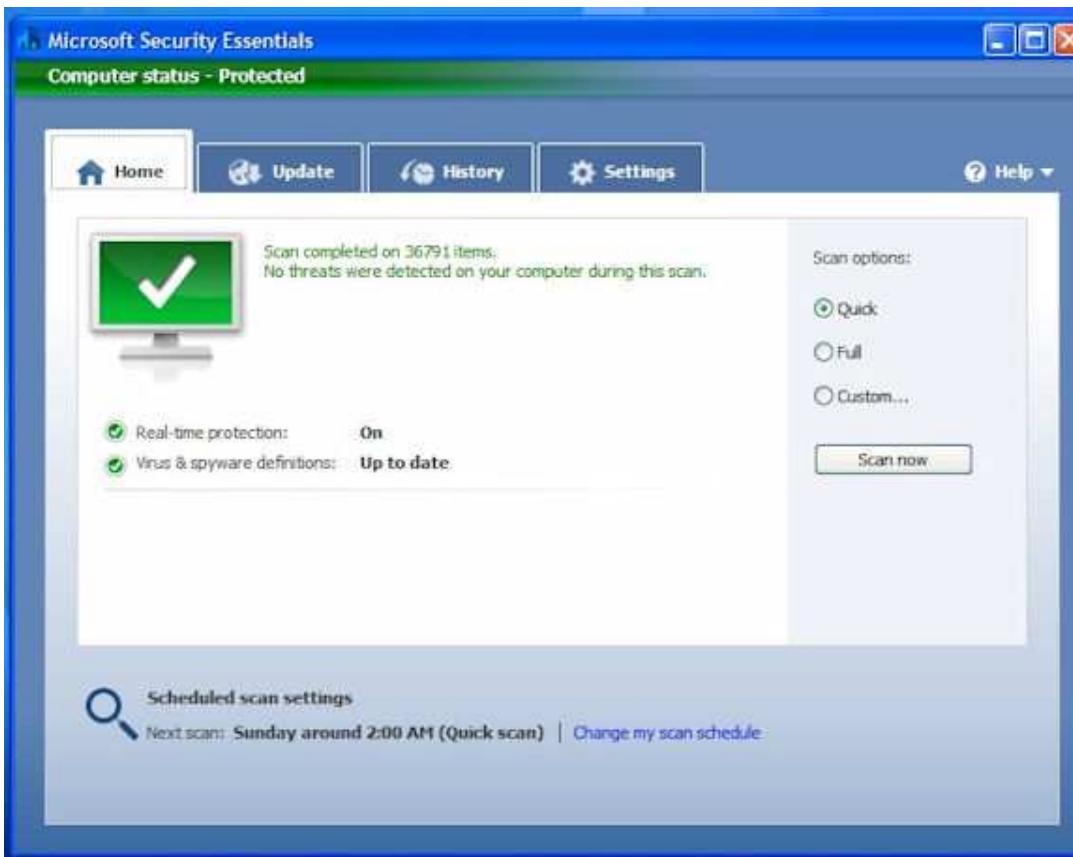 Microsoft Security Essentials
Computer status - Protected
Home
Update
History
Settings
Help
Scan completed on 36791 items.
No threats were detected on your computer during this scan.
Real-time protection: On
Virus & spyware definitions: Up to date
Scan options:
Quick
Full
Custom...
Scan now
Scheduled scan settings
Next scan: Sunday around 2:00 AM (Quick scan) | Change my scan schedule